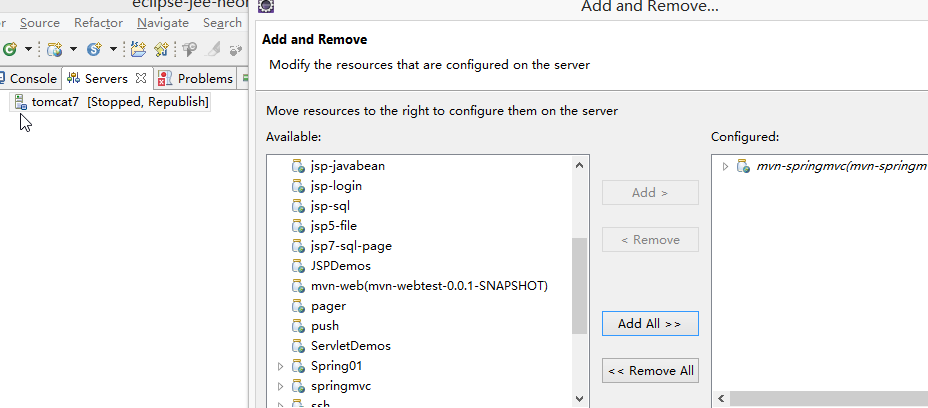 eclipse-jee-neon
Add and Remove...
Source Refactor Navigate Search
Add and Remove
Modify the resources that are configured on the server
Console Servers Problems
tomcat7 [Stopped, Republish]
Move resources to the right to configure them on the server
Available:
Configured:
jsp-javabean
jsp-login
jsp-sql
jsp5-file
jsp7-sql-page
JSPDemos
mvn-web(mvn-webtest-0.0.1-SNAPSHOT)
pager
push
ServletDemos
Spring01
springmvc
ssh
Add >
< Remove
Add All >>
<< Remove All
mvn-springmvc(mvn-springm